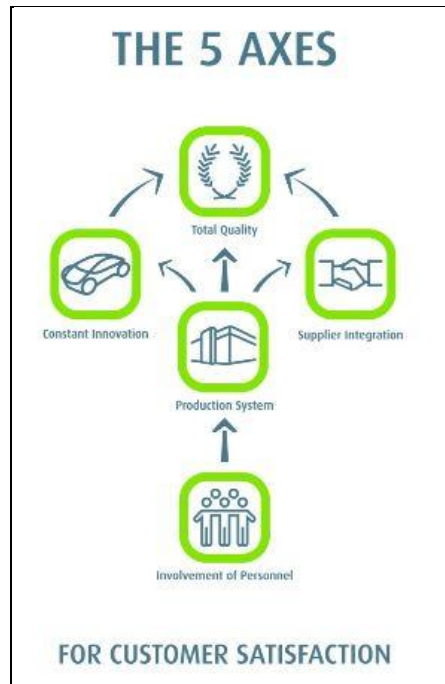 THE 5 AXES
Total Quality
Constant Innovation
Supplier Integration
Production System
Involvement of Personnel
FOR CUSTOMER SATISFACTION